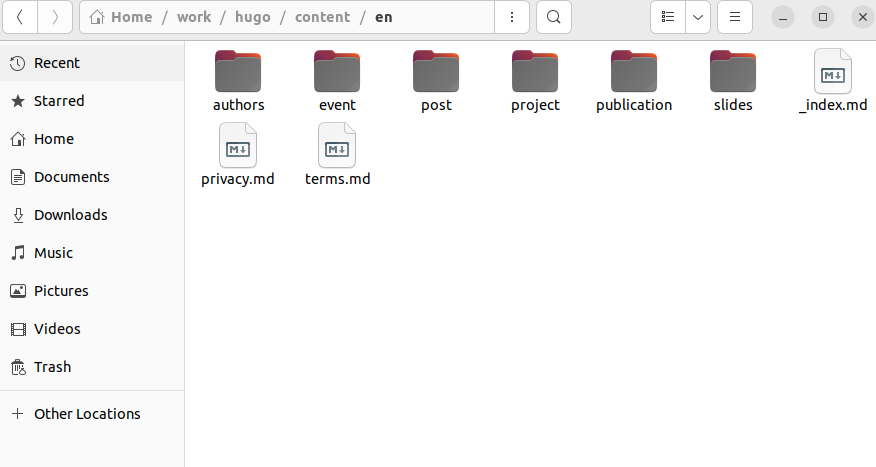 Home / work / hugo / content / en
Recent
Starred
Home
Documents
Downloads
Music
Pictures
Videos
Trash
Other Locations
authors event post project publication slides _index.md
privacy.md terms.md